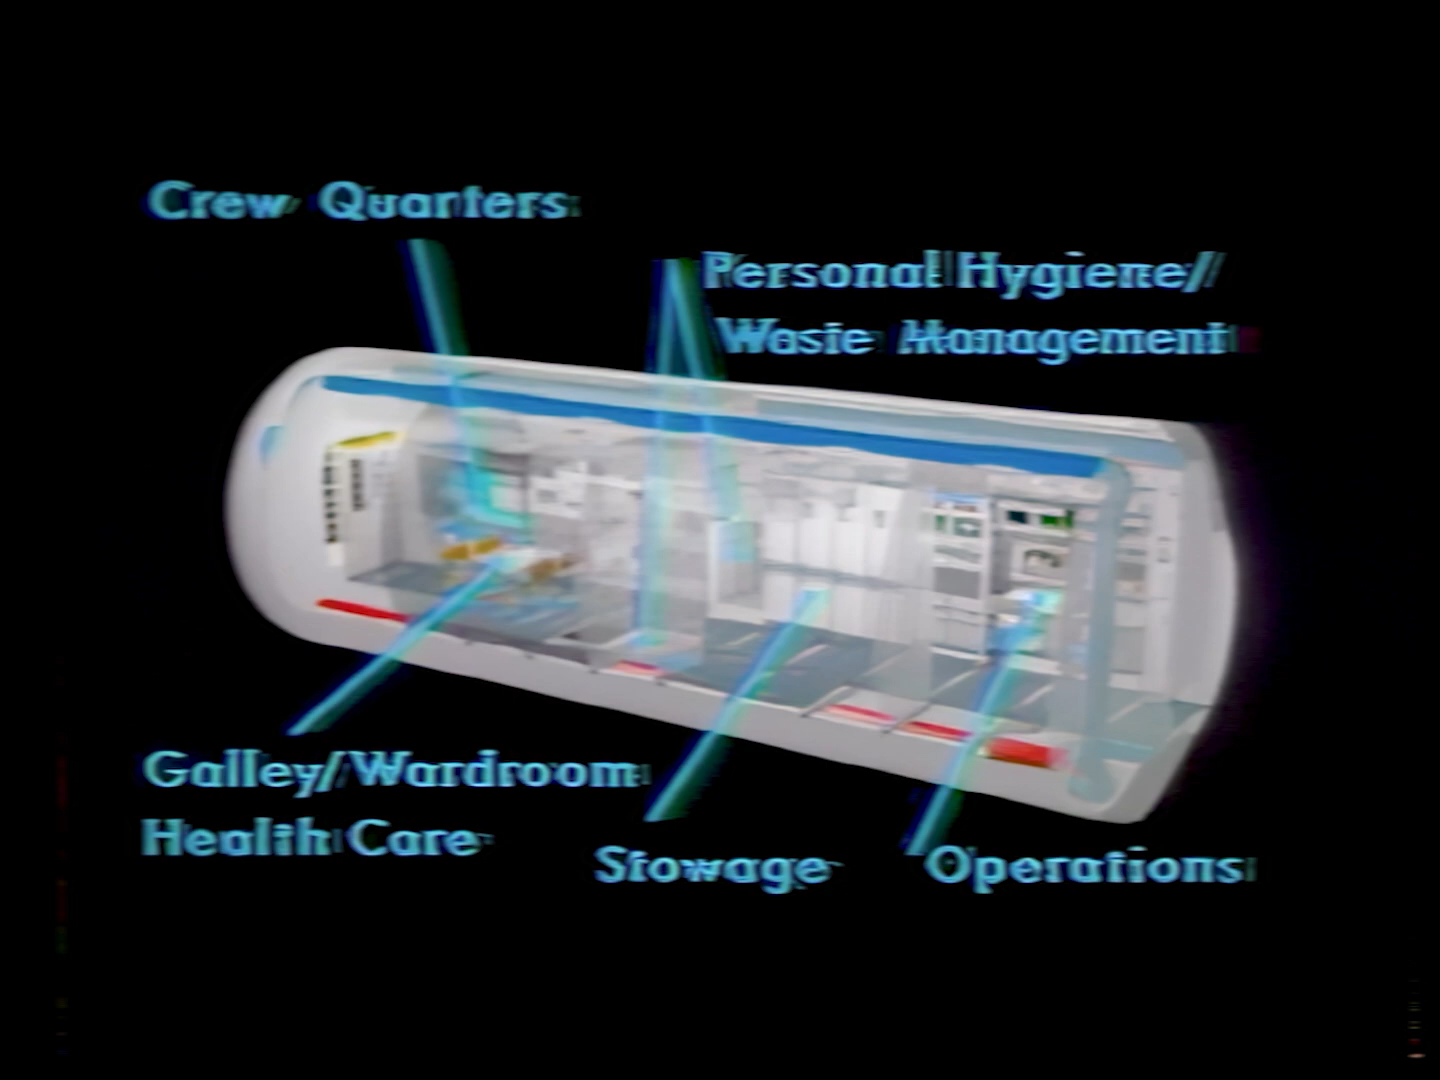 Crew Quarters
Personal Hygiene/
Waste Management
Galley/Wardroom
Health Care
Stowage
Operations